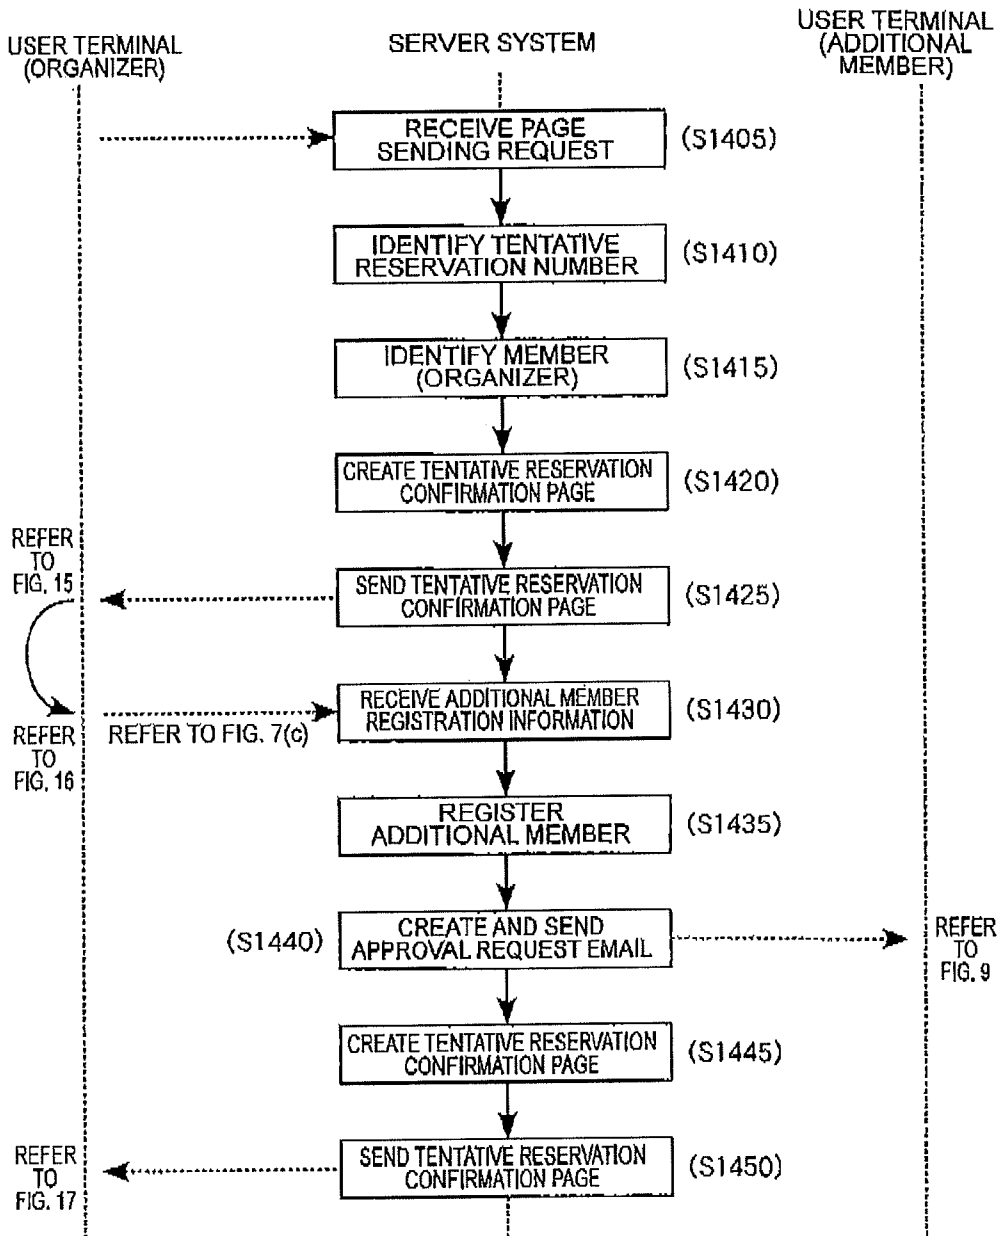 USER TERMINAL
(ORGANIZER)
SERVER SYSTEM
USER TERMINAL
(ADDITIONAL
MEMBER)
RECEIVE PAGE
SENDING REQUEST
(S1405)
IDENTIFY TENTATIVE
RESERVATION NUMBER
(S1410)
IDENTIFY MEMBER
(ORGANIZER)
(S1415)
CREATE TENTATIVE RESERVATION
CONFIRMATION PAGE
(S1420)
REFER
TO
FIG. 15
SEND TENTATIVE RESERVATION
CONFIRMATION PAGE
(S1425)
RECEIVE ADDITIONAL MEMBER
REGISTRATION INFORMATION
(S1430)
REFER
TO
FIG. 16
REFER TO FIG. 7(c)
REGISTER
ADDITIONAL MEMBER
(S1435)
(S1440)
CREATE AND SEND
APPROVAL REQUEST EMAIL
REFER
TO
FIG. 9
CREATE TENTATIVE RESERVATION
CONFIRMATION PAGE
(S1445)
REFER
TO
FIG. 17
SEND TENTATIVE RESERVATION
CONFIRMATION PAGE
(S1450)